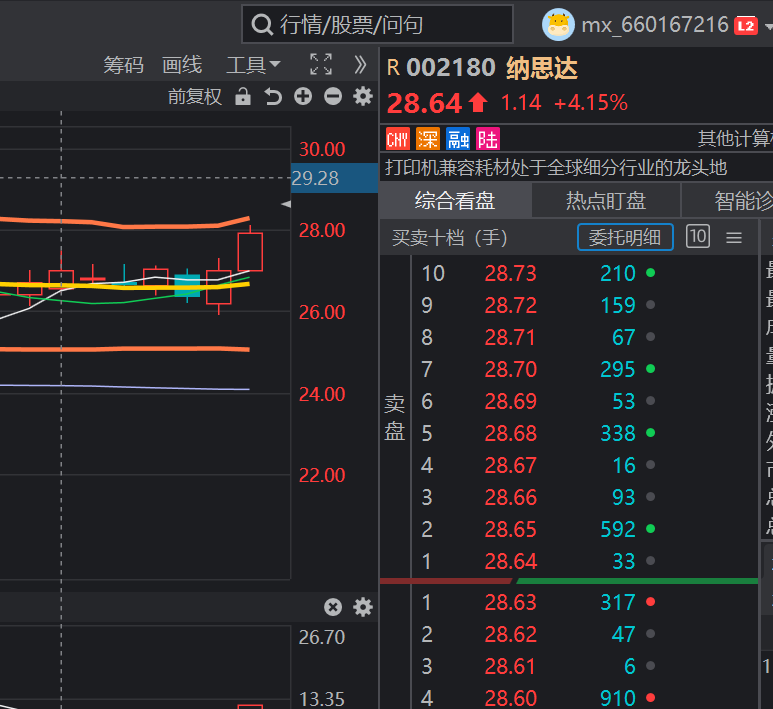 行情/股票/问句
mx_660167216 L2
筹码 画线 工具
前复权
R 002180 纳思达
28.64 1.14 +4.15%
CNY 深 融 陆 其他计算
打印机兼容耗材处于全球细分行业的龙头地
综合看盘 热点盯盘 智能诊
买卖十档（手） 委托明细 10
30.00
29.28
28.00
26.00
24.00
22.00
26.70
13.35
卖盘
10 28.73 210
9 28.72 159
8 28.71 67
7 28.70 295
6 28.69 53
5 28.68 338
4 28.67 16
3 28.66 93
2 28.65 592
1 28.64 33
1 28.63 317
2 28.62 47
3 28.61 6
4 28.60 910